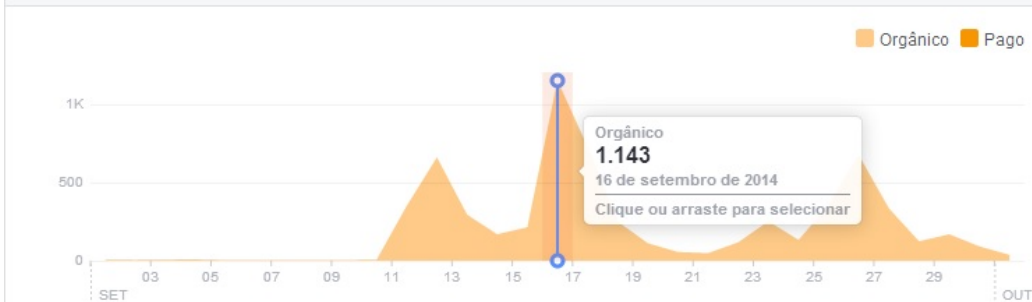 Orgânico Pago
1K
500
0
Orgânico
1.143
16 de setembro de 2014
Clique ou arraste para selecionar
03 05 07 09 11 13 15 17 19 21 23 25 27 29
SET OUT